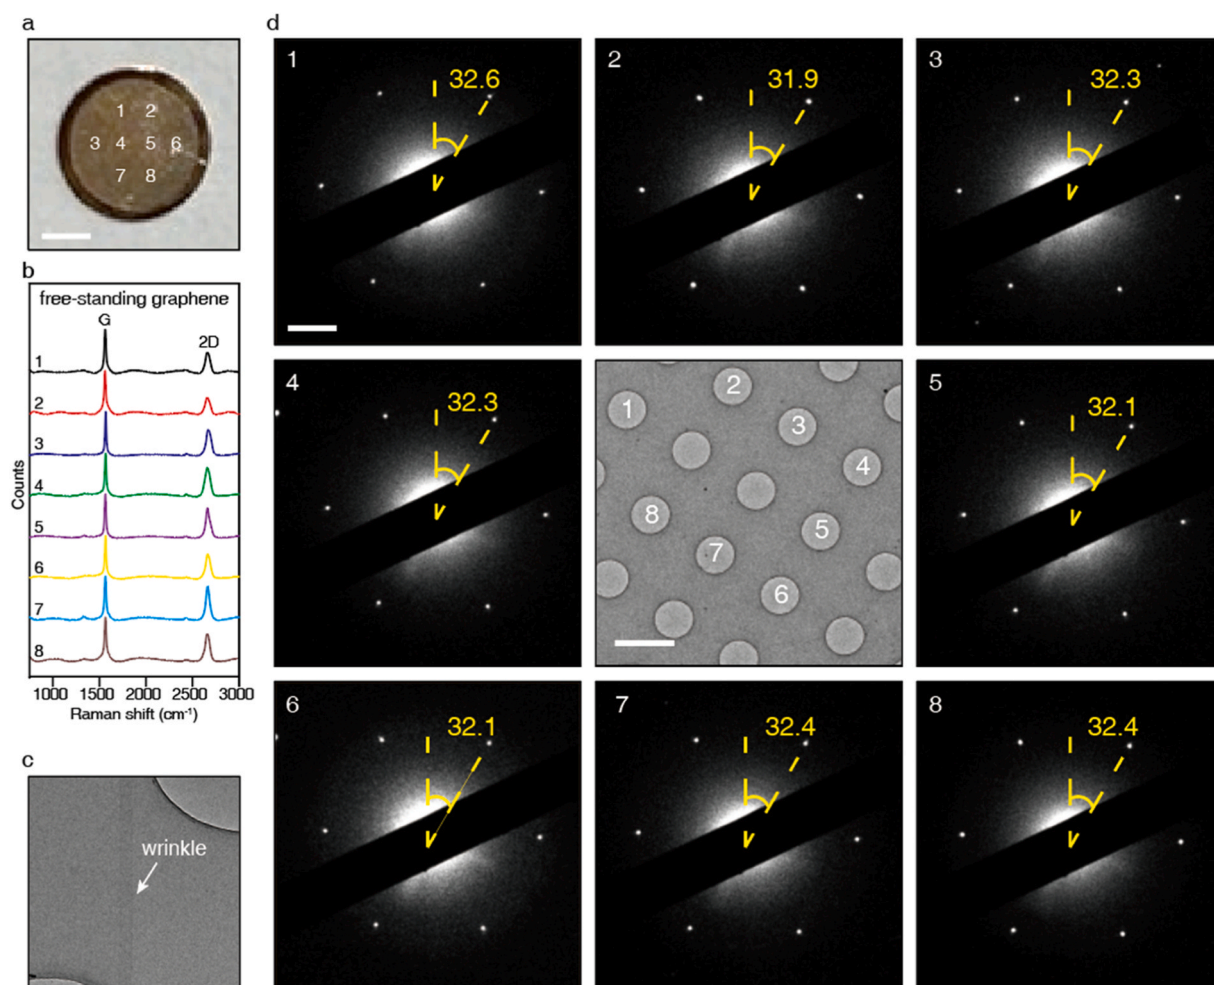 a
1 2
3 4 5 6
7 8
b
free-standing graphene
G
2D
1
2
3
4
5
6
7
8
Counts
1000 1500 2000 2500 3000
Raman shift (cm⁻¹)
c
wrinkle
d
1
32.6
2
31.9
3
32.3
4
32.3
1
2
3
4
8
5
7
6
5
32.1
6
32.1
7
32.4
8
32.4